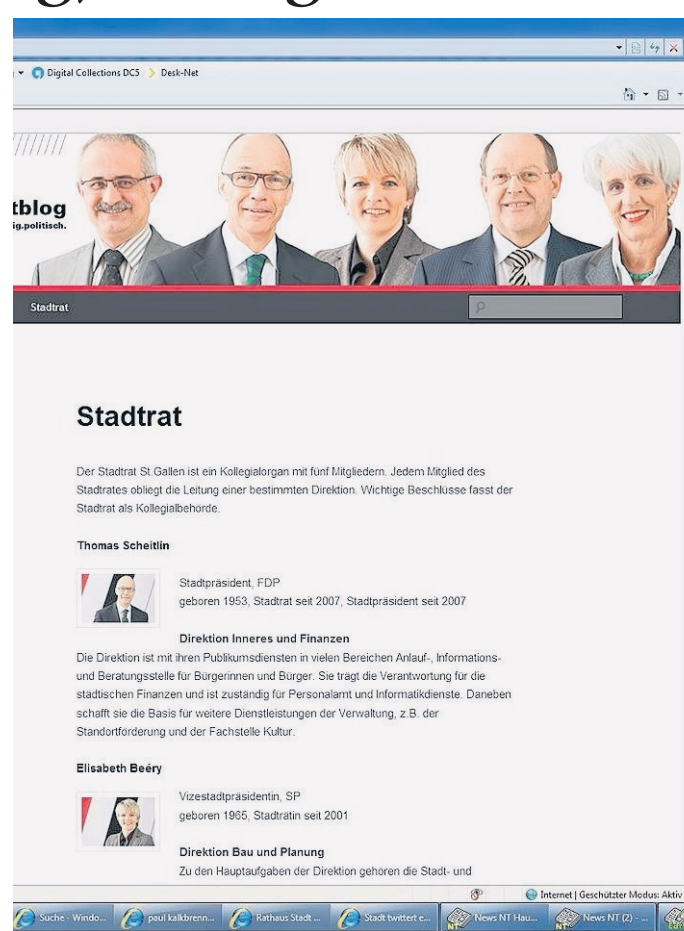 Digital Collections DC5 Desk-Net
tblog
ig.politisch.
Stadtrat
Stadtrat
Der Stadtrat St.Gallen ist ein Kollegialorgan mit fünf Mitgliedern. Jedem Mitglied des
Stadtrates obliegt die Leitung einer bestimmten Direktion. Wichtige Beschlüsse fasst der
Stadtrat als Kollegialbehörde.
Thomas Scheitlin
Stadtpräsident, FDP
geboren 1953, Stadtrat seit 2007, Stadtpräsident seit 2007
Direktion Inneres und Finanzen
Die Direktion ist mit ihren Publikumsdiensten in vielen Bereichen Anlauf-, Informations-
und Beratungsstelle für Bürgerinnen und Bürger. Sie trägt die Verantwortung für die
städtischen Finanzen und ist zuständig für Personalamt und Informatikdienste. Daneben
schafft sie die Basis für weitere Dienstleistungen der Verwaltung, z.B. der
Standortförderung und der Fachstelle Kultur.
Elisabeth Beéry
Vizestadtpräsidentin, SP
geboren 1965, Stadträtin seit 2001
Direktion Bau und Planung
Zu den Hauptaufgaben der Direktion gehören die Stadt- und
Internet | Geschützter Modus: Aktiv
Suche - Windo... paul kalkbrenn... Rathaus Stadt ... Stadt twittert e... News NT Hau... News NT (2) - ...